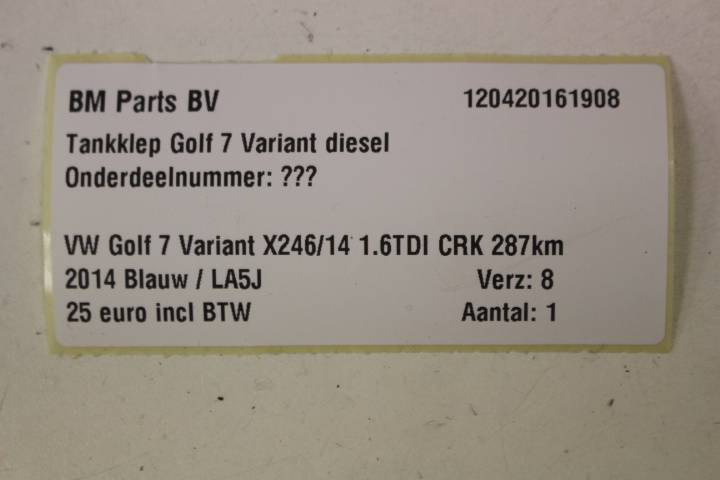 BM Parts BV 120420161908
Tankklep Golf 7 Variant diesel
Onderdeelnummer: ???
VW Golf 7 Variant X246/14 1.6TDI CRK 287km
2014 Blauw / LA5J Verz: 8
25 euro incl BTW Aantal: 1